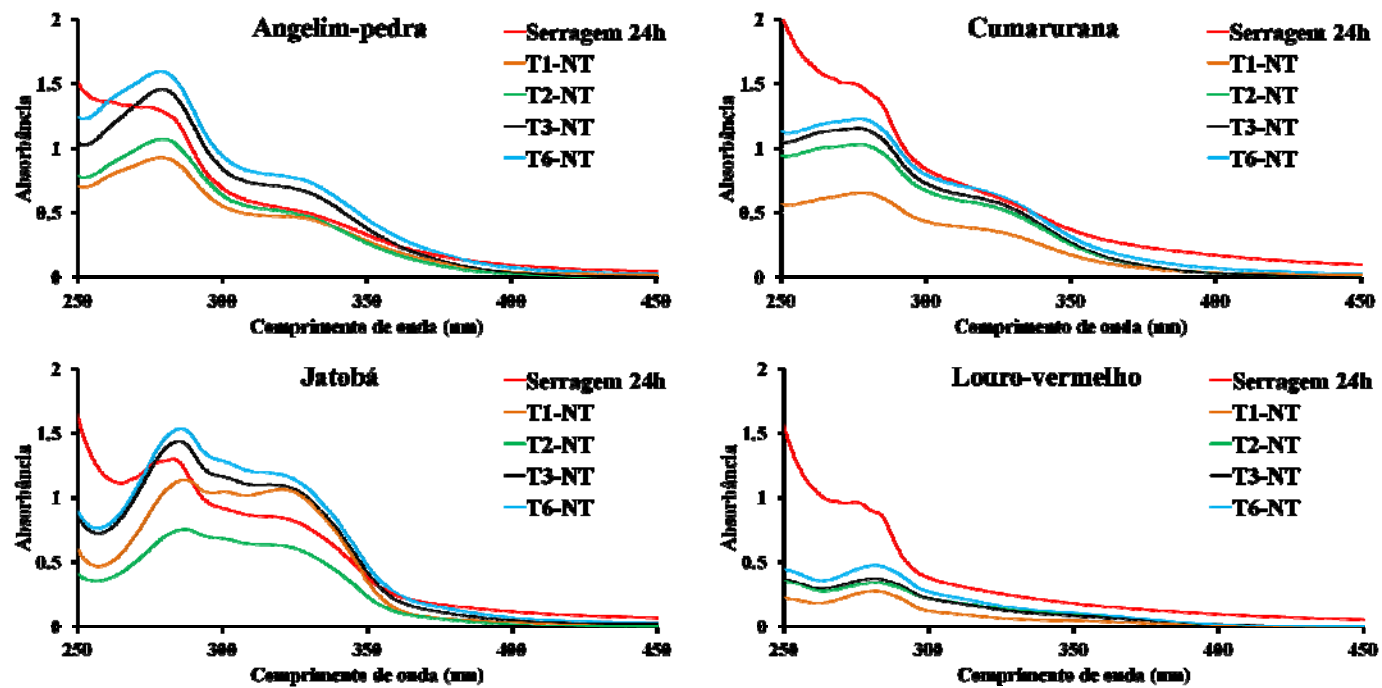 Angelim-pedra
Absorbância
2
1.5
1
0.5
0
250
300
350
400
450
Comprimento de onda (nm)
Serragem 24h
T1-NT
T2-NT
T3-NT
T6-NT
Cumarurana
Absorbância
2
1.5
1
0.5
0
250
300
350
400
450
Comprimento de onda (nm)
Serragem 24h
T1-NT
T2-NT
T3-NT
T6-NT
Jatobá
Absorbância
2
1.5
1
0.5
0
250
300
350
400
450
Comprimento de onda (nm)
Serragem 24h
T1-NT
T2-NT
T3-NT
T6-NT
Louro-vermelho
Absorbância
2
1.5
1
0.5
0
250
300
350
400
450
Comprimento de onda (nm)
Serragem 24h
T1-NT
T2-NT
T3-NT
T6-NT